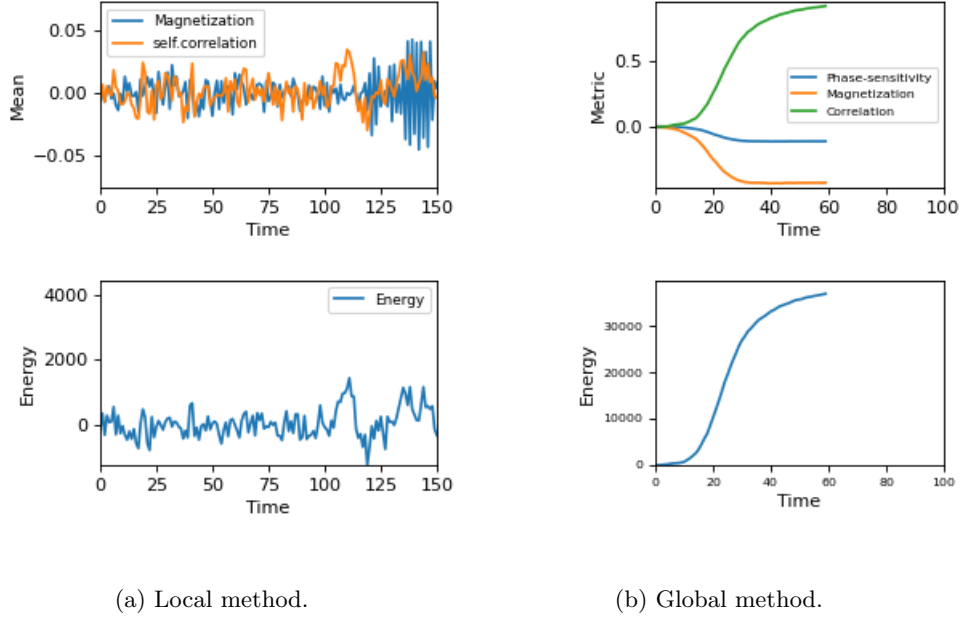 0.05
0.00
−0.05
Mean
Magnetization
self.correlation
0 25 50 75 100 125 150
Time
0.5
0.0
Metric
Phase-sensitivity
Magnetization
Correlation
0 20 40 60 80 100
Time
4000
2000
0
Energy
Energy
0 25 50 75 100 125 150
Time
30000
20000
10000
0
Energy
0 20 40 60 80 100
Time
(a) Local method.
(b) Global method.